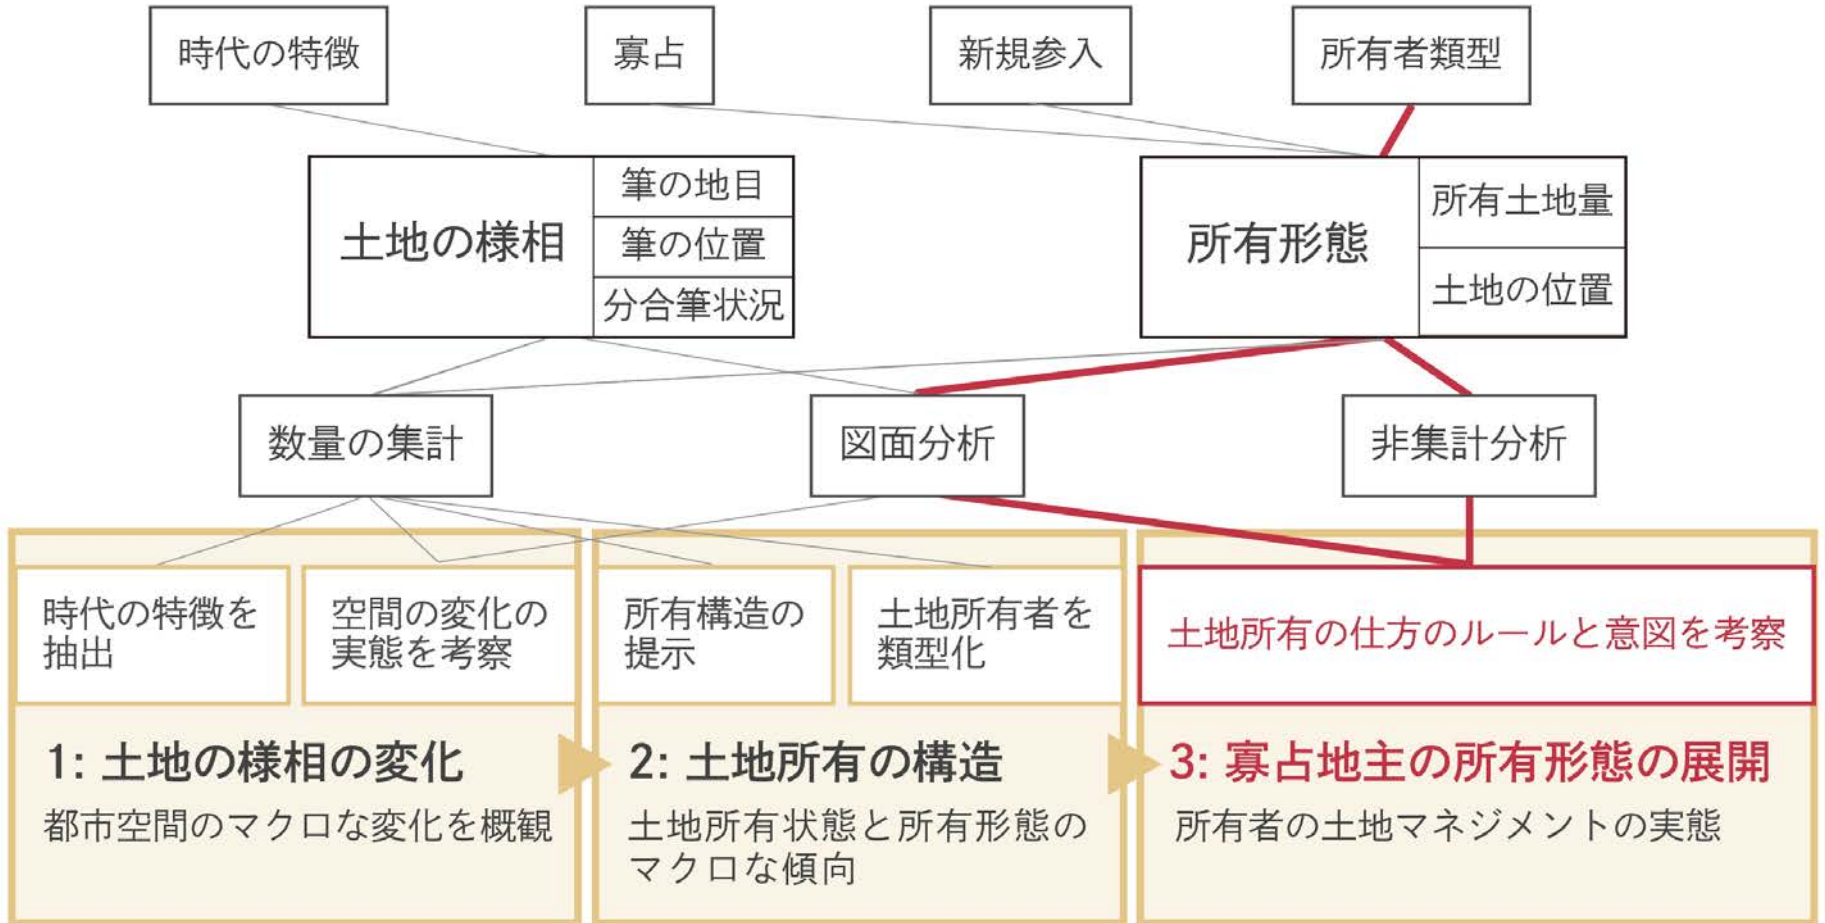 時代の特徴
寡占
新規参入
所有者類型
土地の様相
筆の地目
筆の位置
分合筆状況
所有形態
所有土地量
土地の位置
数量の集計
図面分析
非集計分析
時代の特徴を
抽出
空間の変化の
実態を考察
所有構造の
提示
土地所有者を
類型化
土地所有の仕方のルールと意図を考察
1: 土地の様相の変化
都市空間のマクロな変化を概観
2: 土地所有の構造
土地所有状態と所有形態の
マクロな傾向
3: 寡占地主の所有形態の展開
所有者の土地マネジメントの実態